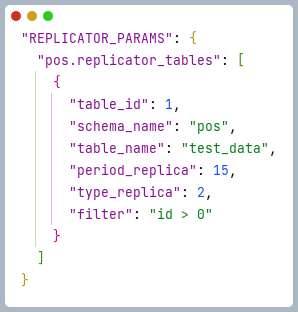 "REPLICATOR_PARAMS": {
"pos.replicator_tables": [
{
"table_id": 1,
"schema_name": "pos",
"table_name": "test_data",
"period_replica": 15,
"type_replica": 2,
"filter": "id > 0"
}
]
}